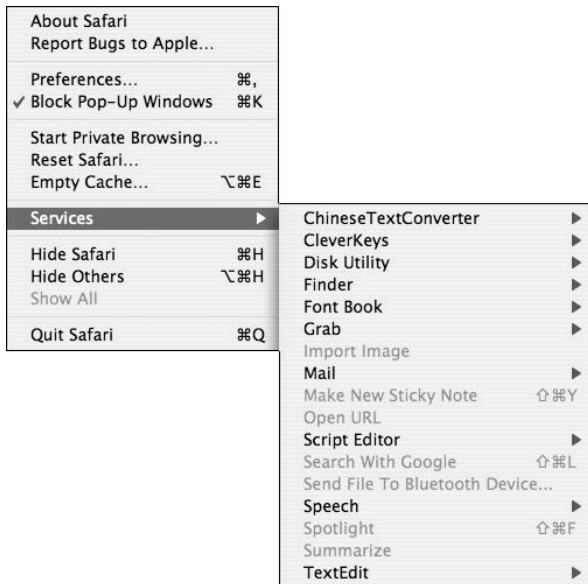 About Safari
Report Bugs to Apple...
Preferences... ⌘,
✓ Block Pop-Up Windows ⌘K
Start Private Browsing...
Reset Safari...
Empty Cache... ⌥⌘E
Services ▶
Hide Safari ⌘H
Hide Others ⌥⌘H
Show All
Quit Safari ⌘Q
ChineseTextConverter ▶
CleverKeys ▶
Disk Utility ▶
Finder ▶
Font Book ▶
Grab ▶
Import Image
Mail ▶
Make New Sticky Note ⇧⌘Y
Open URL
Script Editor ▶
Search With Google ⇧⌘L
Send File To Bluetooth Device...
Speech ▶
Spotlight ⇧⌘F
Summarize
TextEdit ▶